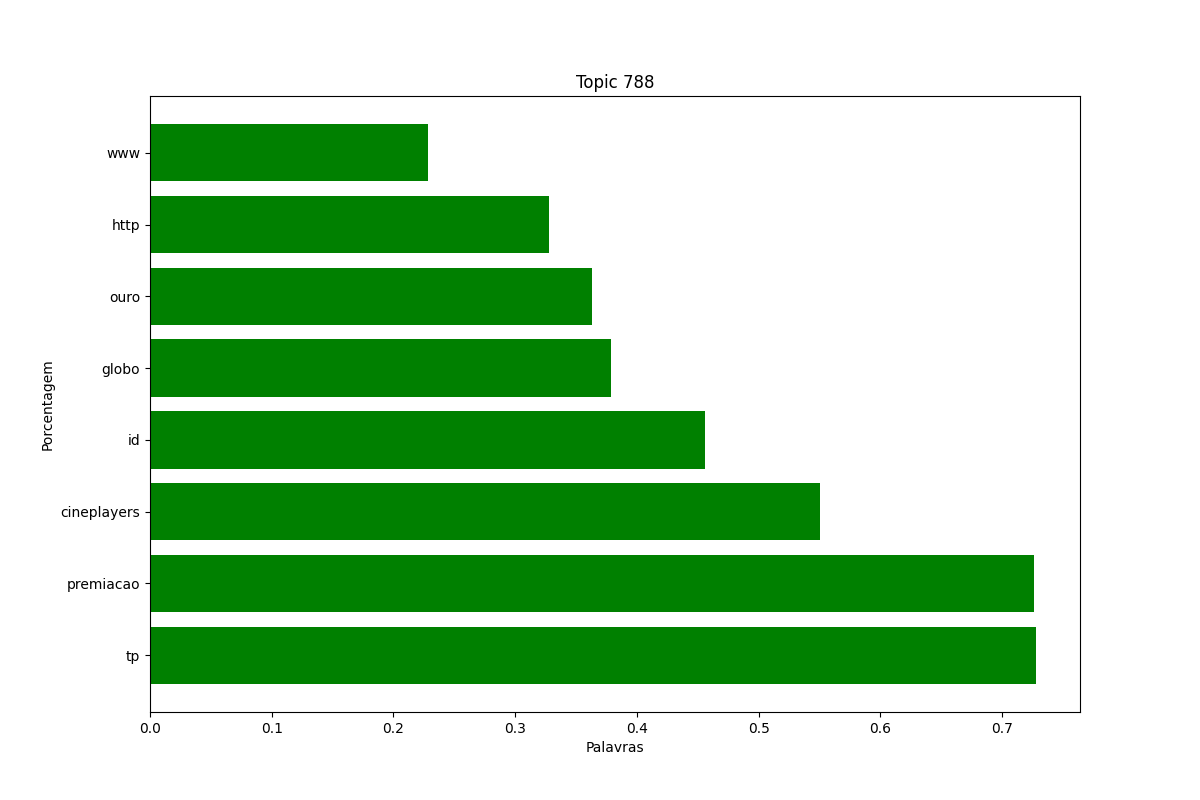 Topic 788
www
http
ouro
globo
id
cineplayers
premiacao
tp
Porcentagem
0.0 0.1 0.2 0.3 0.4 0.5 0.6 0.7
Palavras